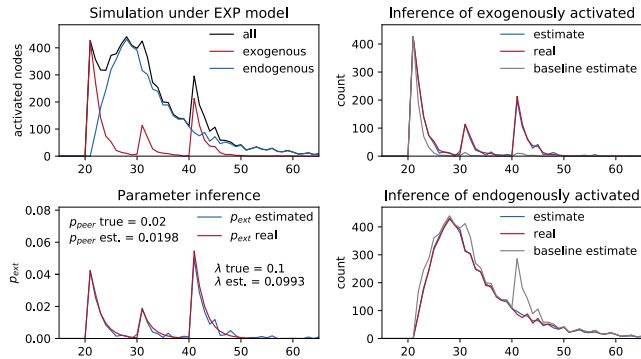 Simulation under EXP model
activated nodes
400
300
200
100
0
all
exogenous
endogenous
20 30 40 50 60
Inference of exogenously activated
count
400
300
200
100
0
estimate
real
baseline estimate
20 30 40 50 60
Parameter inference
p_ext
0.08
0.06
0.04
0.02
0.00
p_peer true = 0.02
p_peer est. = 0.0198
p_ext estimated
p_ext real
λ true = 0.1
λ est. = 0.0993
20 30 40 50 60
Inference of endogenously activated
count
400
300
200
100
0
estimate
real
baseline estimate
20 30 40 50 60